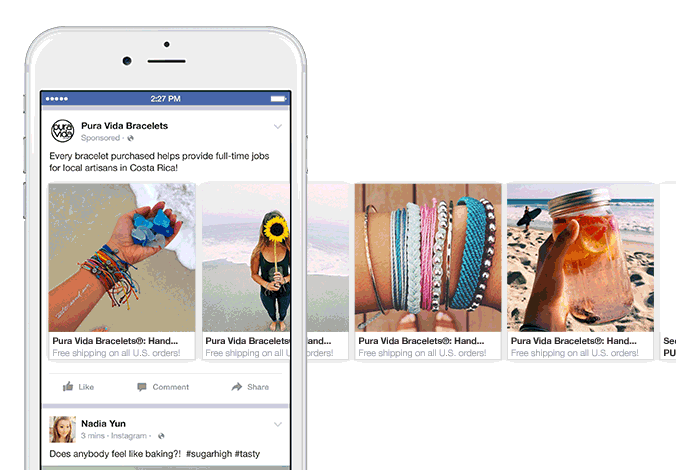 2:27 PM
pura
vida
Pura Vida Bracelets
Sponsored ·
Every bracelet purchased helps provide full-time jobs
for local artisans in Costa Rica!
Pura Vida Bracelets®: Hand...
Free shipping on all U.S. orders!
Pura Vida Bracelets®: Hand...
Free shipping on all U.S. orders!
Pura Vida Bracelets®: Hand...
Free shipping on all U.S. orders!
Pura Vida Bracelets®: Hand...
Free shipping on all U.S. orders!
See
PU
Like
Comment
Share
Nadia Yun
3 mins · Instagram ·
Does anybody feel like baking?! #sugarhigh #tasty